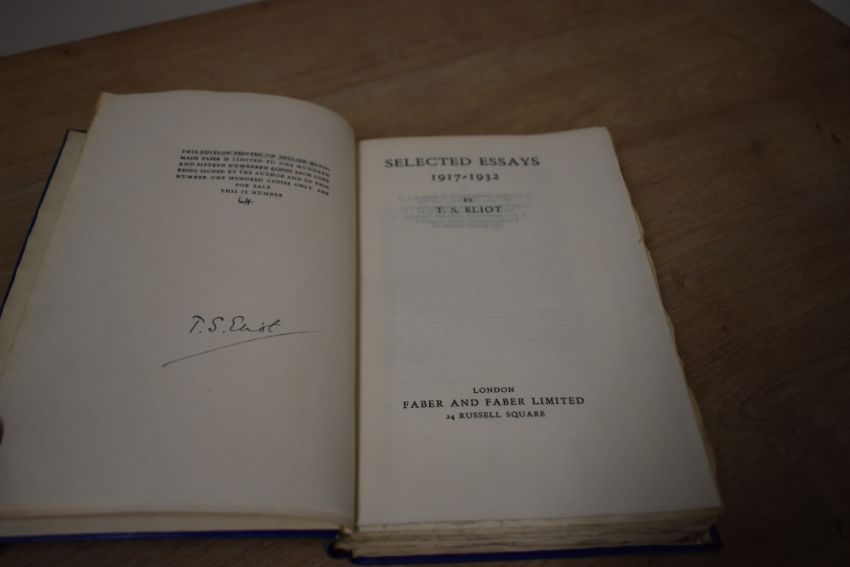 THIS EDITION PRINTED ON ENGLISH HAND-
MADE PAPER IS LIMITED TO ONE HUNDRED
AND FIFTEEN NUMBERED COPIES EACH COPY
BEING SIGNED BY THE AUTHOR AND OF THIS
NUMBER ONE HUNDRED COPIES ONLY ARE
FOR SALE
THIS IS NUMBER
T. S. Eliot
SELECTED ESSAYS
1917-1932
BY
T. S. ELIOT
LONDON
FABER AND FABER LIMITED
24 RUSSELL SQUARE